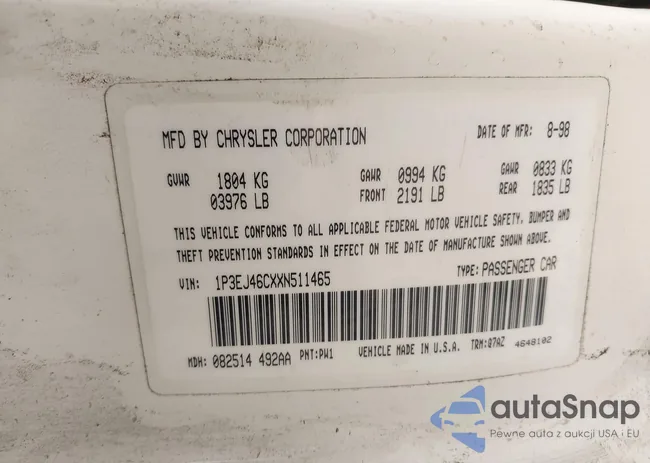 MFD BY CHRYSLER CORPORATION DATE OF MFR: 8-98
GVWR 1804 KG GAWR 0994 KG GAWR 0833 KG
03976 LB FRONT 2191 LB REAR 1835 LB
THIS VEHICLE CONFORMS TO ALL APPLICABLE FEDERAL MOTOR VEHICLE SAFETY, BUMPER AND
THEFT PREVENTION STANDARDS IN EFFECT ON THE DATE OF MANUFACTURE SHOWN ABOVE.
VIN: 1P3EJ46CXXN511465 TYPE: PASSENGER CAR
MDH: 082514 492AA PNT: PW1 VEHICLE MADE IN U.S.A. TRM: Q7AZ 4648102
autoSnap
Pewne auta z aukcji USA i EU